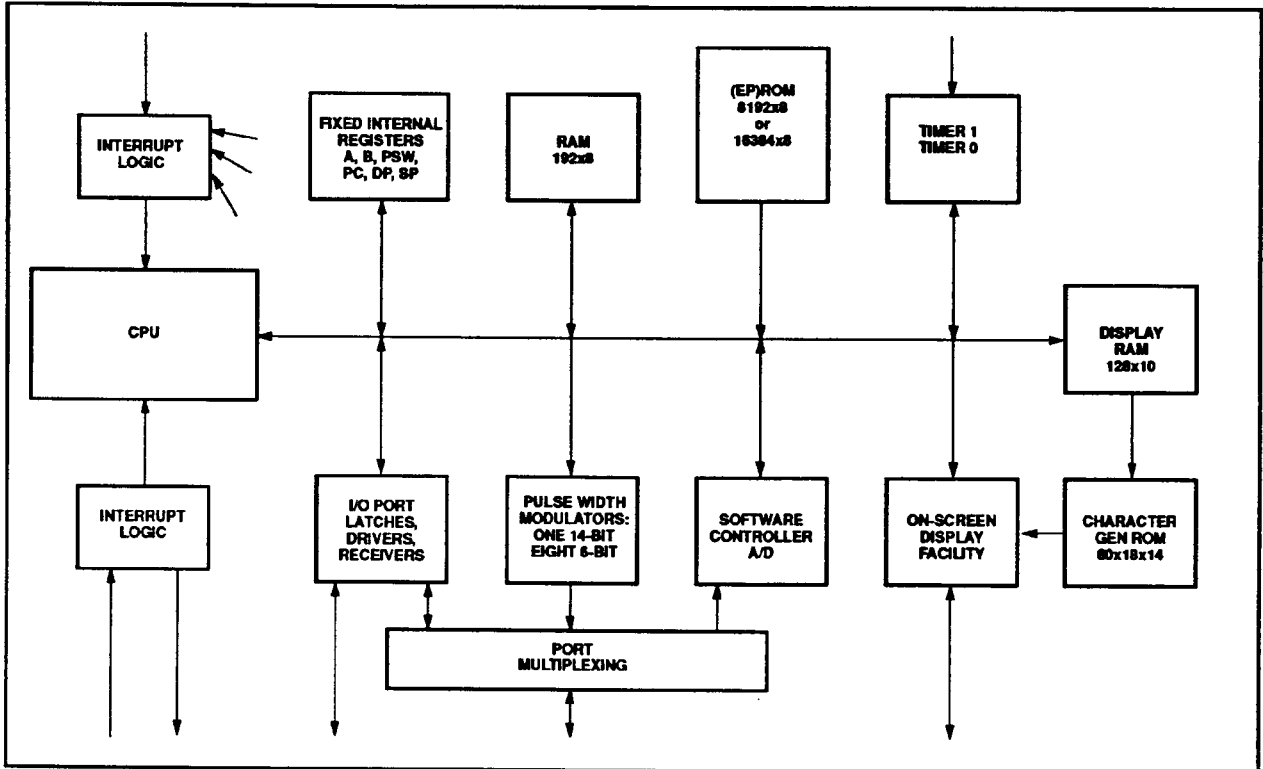 INTERRUPT
LOGIC
FIXED INTERNAL
REGISTERS
A, B, PSW,
PC, DP, SP
RAM
192x8
(EP)ROM
8192x8
or
16384x8
TIMER 1
TIMER 0
CPU
DISPLAY
RAM
128x10
INTERRUPT
LOGIC
I/O PORT
LATCHES,
DRIVERS,
RECEIVERS
PULSE WIDTH
MODULATORS:
ONE 14-BIT
EIGHT 6-BIT
SOFTWARE
CONTROLLER
A/D
ON-SCREEN
DISPLAY
FACILITY
CHARACTER
GEN ROM
60x18x14
PORT
MULTIPLEXING